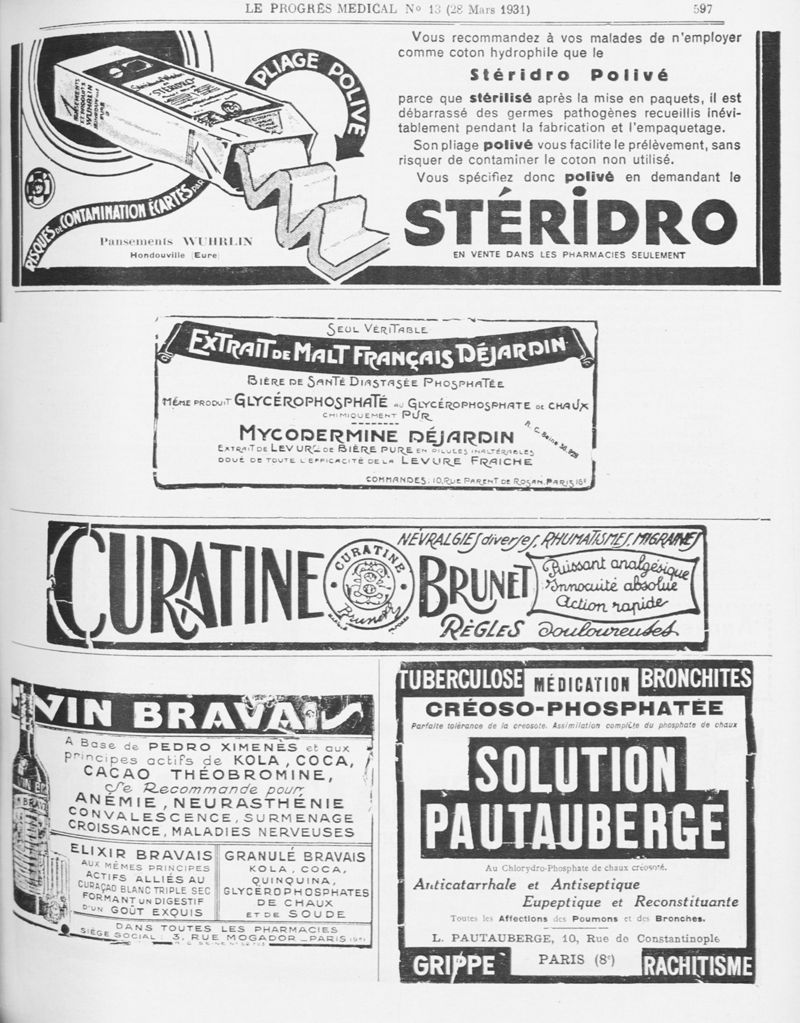 LE PROGRÈS MEDICAL Nº 13 (28 Mars 1931) 597
PLIAGE POLIVÉ
STÉRIDRO
WUHRLIN
RISQUES DE CONTAMINATION ÉCARTÉS PAR
Pansements WUHRLIN
Hondouville (Eure)
Vous recommandez à vos malades de n'employer
comme coton hydrophile que le
Stéridro Polivé
parce que stérilisé après la mise en paquets, il est
débarrassé des germes pathogènes recueillis inévi-
tablement pendant la fabrication et l'empaquetage.
Son pliage polivé vous facilite le prélèvement, sans
risquer de contaminer le coton non utilisé.
Vous spécifiez donc polivé en demandant le
STÉRIDRO
EN VENTE DANS LES PHARMACIES SEULEMENT
SEUL VÉRITABLE
EXTRAIT DE MALT FRANÇAIS DÉJARDIN
BIÈRE DE SANTÉ DIASTASÉE PHOSPHATÉE
MÊME PRODUIT GLYCÉROPHOSPHATÉ AU GLYCÉROPHOSPHATE DE CHAUX
CHIMIQUEMENT PUR
MYCODERMINE DÉJARDIN
EXTRAIT DE LEVURE DE BIÈRE PURE EN PILULES INALTÉRABLES
DOUÉ DE TOUTE L'EFFICACITÉ DE LA LEVURE FRAICHE
R. C. Seine
COMMANDES: 10, RUE PARENT DE ROSAN, PARIS 16e
CURATINE
CURATINE
Brunet
BRUNET
NÉVRALGIES diverses, RHUMATISMES, MIGRAINES
Puissant analgésique
Innocuité absolue
Action rapide
RÈGLES douloureuses
VIN BRAVAIS
A Base de PEDRO XIMENÈS et aux
principes actifs de KOLA, COCA,
CACAO THÉOBROMINE,
Se Recommande pour
ANÉMIE, NEURASTHÉNIE
CONVALESCENCE, SURMENAGE
CROISSANCE, MALADIES NERVEUSES
ELIXIR BRAVAIS
AUX MÊMES PRINCIPES
ACTIFS ALLIÉS AU
CURAÇAO BLANC TRIPLE SEC
FORMANT UN DIGESTIF
D'UN GOÛT EXQUIS
GRANULÉ BRAVAIS
KOLA, COCA,
QUINQUINA,
GLYCÉROPHOSPHATES
DE CHAUX
ET DE SOUDE
DANS TOUTES LES PHARMACIES
SIÈGE SOCIAL: 3, RUE MOGADOR _ PARIS
TUBERCULOSE MÉDICATION BRONCHITES
CRÉOSO-PHOSPHATÉE
Parfaite tolérance de la créosote. Assimilation complète du phosphate de chaux
SOLUTION
PAUTAUBERGE
Au Chlorydro-Phosphate de chaux créosoté.
Anticatarrhale et Antiseptique
Eupeptique et Reconstituante
Toutes les Affections des Poumons et des Bronches.
L. PAUTAUBERGE, 10, Rue de Constantinople
GRIPPE PARIS (8e) RACHITISME